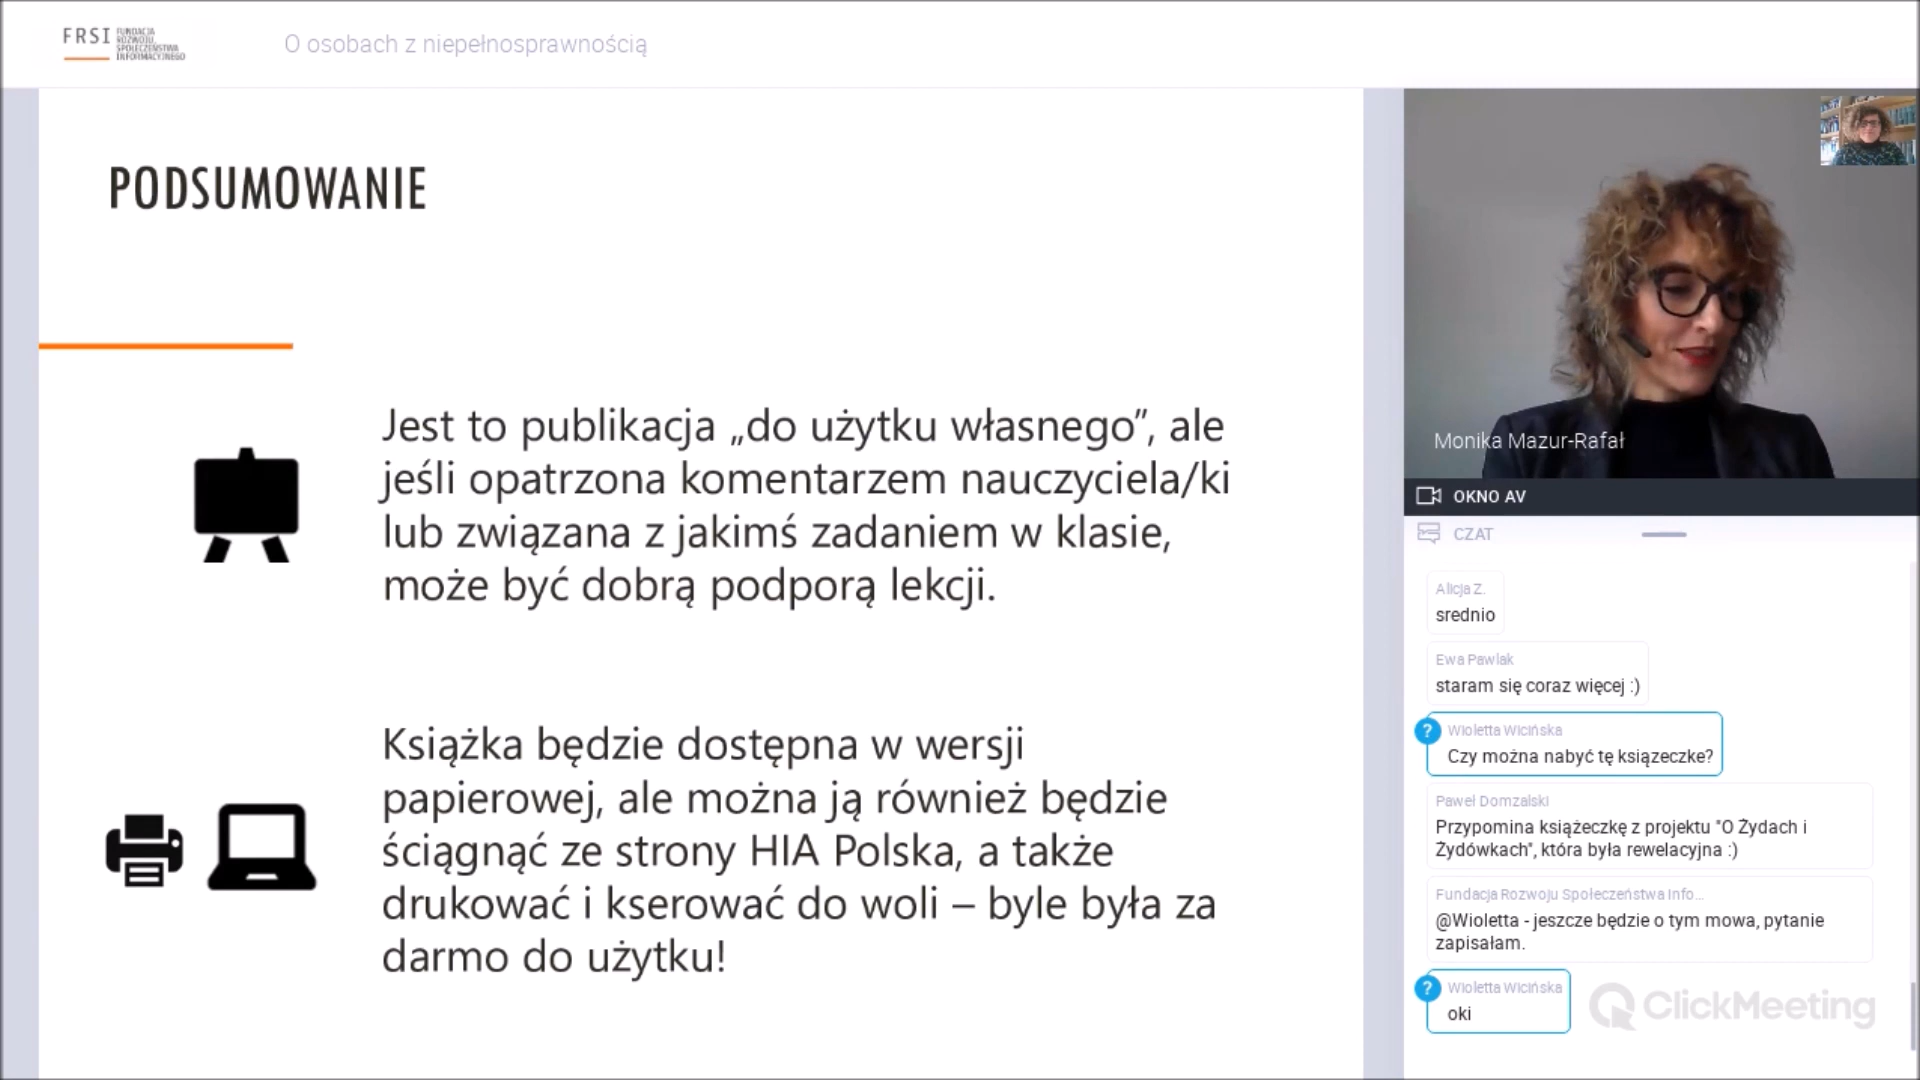 FRSI
FUNDACJA
ROZWOJU
SPOŁECZEŃSTWA
INFORMACYJNEGO
O osobach z niepełnosprawnością
PODSUMOWANIE
Jest to publikacja „do użytku własnego”, ale
jeśli opatrzona komentarzem nauczyciela/ki
lub związana z jakimś zadaniem w klasie,
może być dobrą podporą lekcji.
Książka będzie dostępna w wersji
papierowej, ale można ją również będzie
ściągnąć ze strony HIA Polska, a także
drukować i kserować do woli – byle była za
darmo do użytku!
Monika Mazur-Rafał
OKNO AV
CZAT
Alicja Z.
srednio
Ewa Pawlak
staram się coraz więcej :)
?
Wioletta Wicińska
Czy można nabyć tę ksiązeczke?
Paweł Domzalski
Przypomina książeczkę z projektu "O Żydach i
Żydówkach", która była rewelacyjna :)
Fundacja Rozwoju Społeczeństwa Info...
@Wioletta - jeszcze będzie o tym mowa, pytanie
zapisałam.
?
Wioletta Wicińska
oki
ClickMeeting